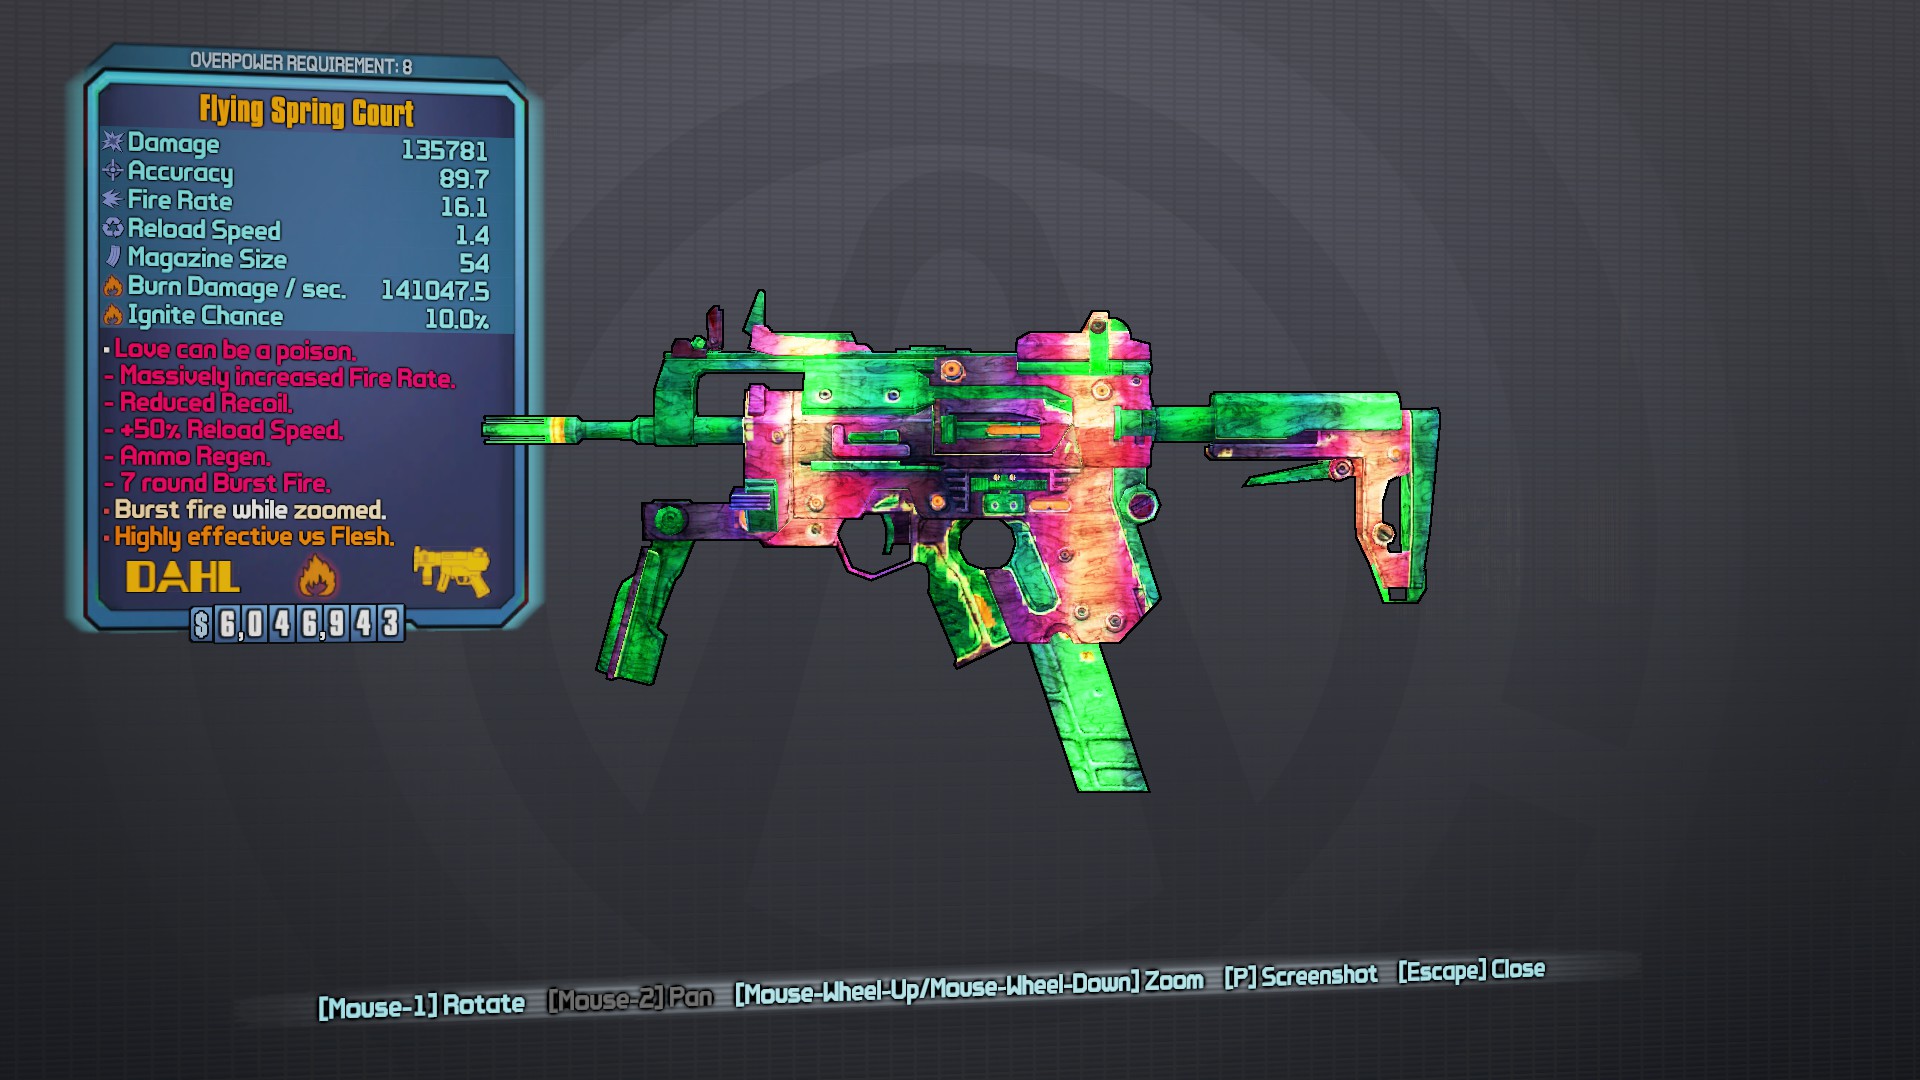 OVERPOWER REQUIREMENT: 8
Flying Spring Court
Damage 135781
Accuracy 89.7
Fire Rate 16.1
Reload Speed 1.4
Magazine Size 54
Burn Damage / sec. 141047.5
Ignite Chance 10.0%
▪ Love can be a poison.
- Massively increased Fire Rate.
- Reduced Recoil.
- +50% Reload Speed.
- Ammo Regen.
- 7 round Burst Fire.
▪ Burst fire while zoomed.
▪ Highly effective vs Flesh.
DAHL
$ 6,046,943
[Mouse-1] Rotate [Mouse-2] Pan [Mouse-Wheel-Up/Mouse-Wheel-Down] Zoom [P] Screenshot [Escape] Close